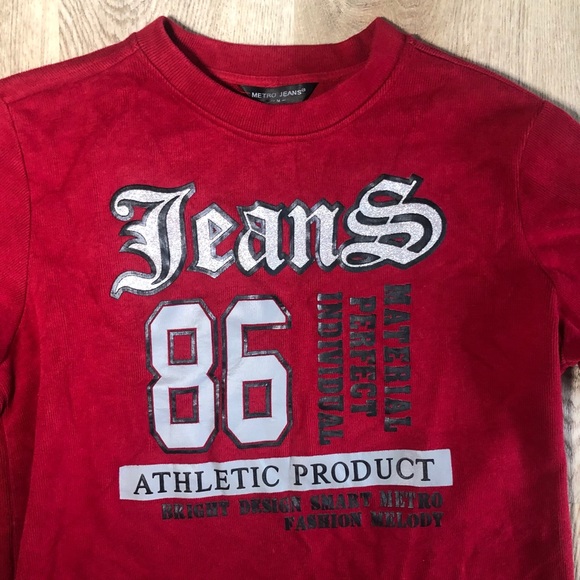 METRO JEANS
M
JeanS
86
INDIVIDUAL
PERFECT
MATERIAL
ATHLETIC PRODUCT
BRIGHT DESIGN SMART METRO
FASHION MELODY